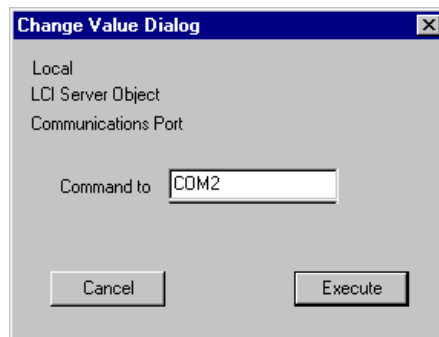 Change Value Dialog
Local
LCI Server Object
Communications Port
Command to COM2
Cancel Execute